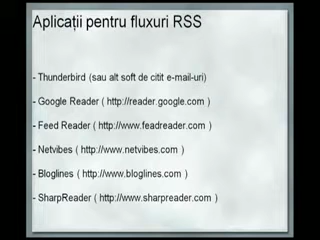 Aplicații pentru fluxuri RSS
- Thunderbird (sau alt soft de citit e-mail-uri)
- Google Reader ( http://reader.google.com )
- Feed Reader ( http://www.feadreader.com )
- Netvibes ( http://www.netvibes.com )
- Bloglines ( http://www.bloglines.com )
- SharpReader ( http://www.sharpreader.com )